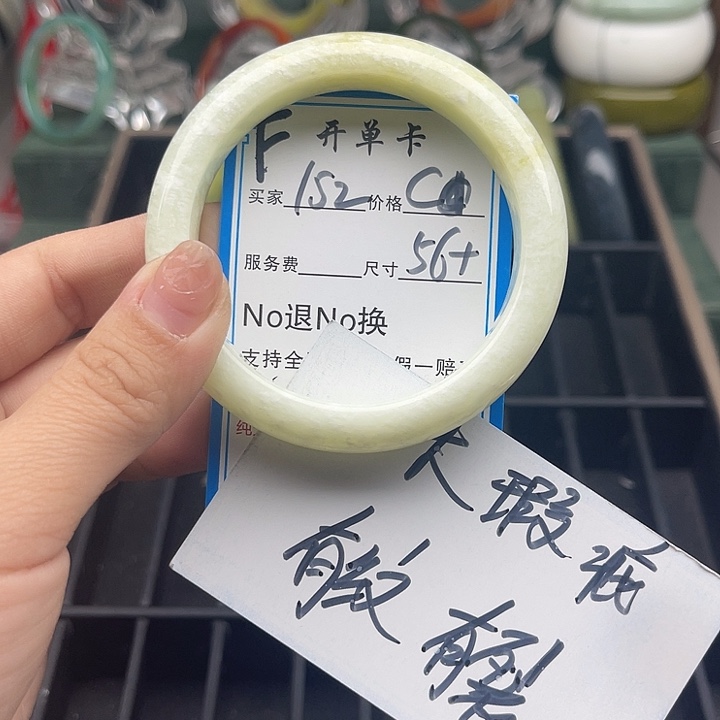 F 开单卡
买家 152 价格
服务费 尺寸 56+
No退No换
支持全 假一赔
纯
瑕疵
有纹
有裂